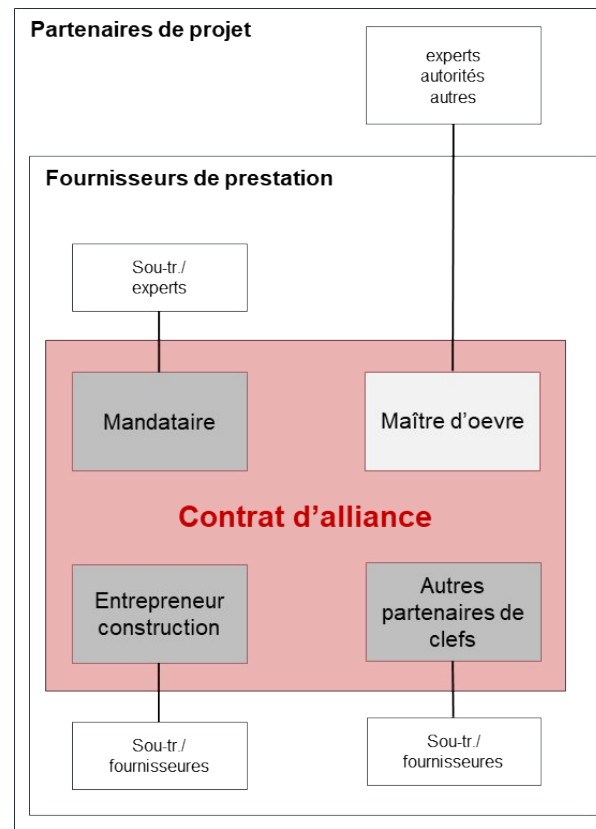 Partenaires de projet
experts
autorités
autres
Fournisseurs de prestation
Sou-tr./
experts
Mandataire
Maître d’oevre
Contrat d’alliance
Entrepreneur
construction
Autres
partenaires de
clefs
Sou-tr./
fournisseures
Sou-tr./
fournisseures